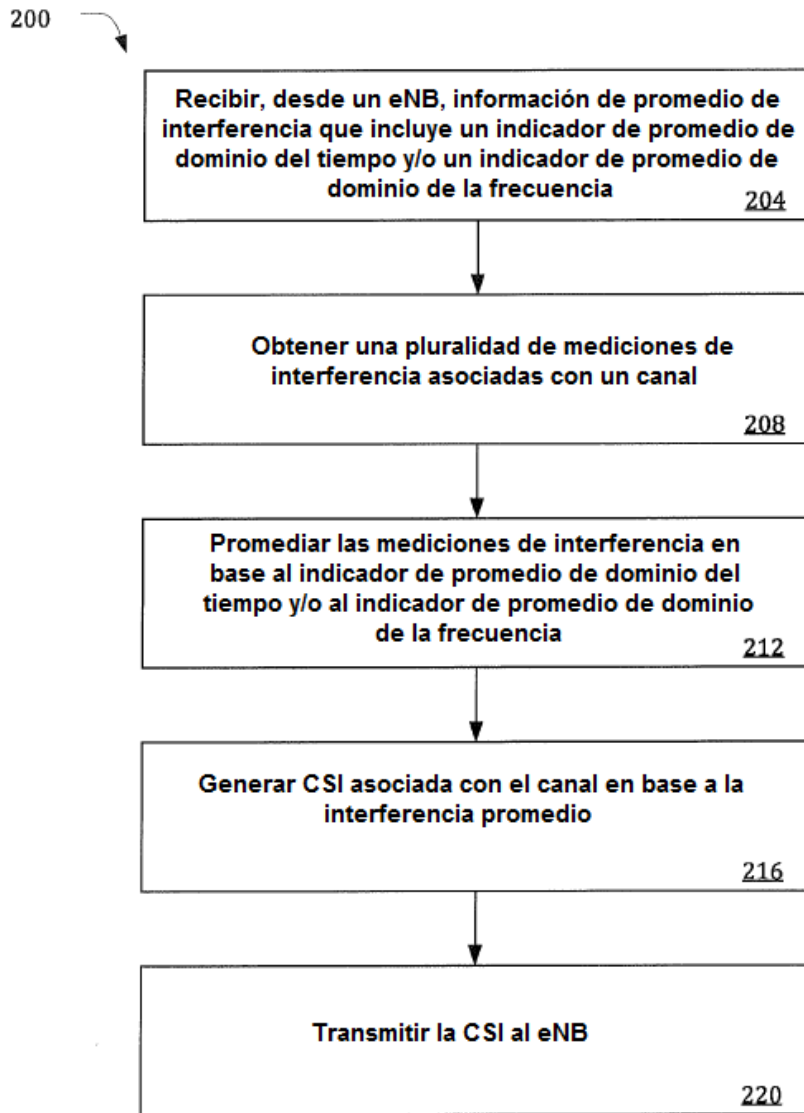 200
Recibir, desde un eNB, información de promedio de
interferencia que incluye un indicador de promedio de
dominio del tiempo y/o un indicador de promedio de
dominio de la frecuencia
204
Obtener una pluralidad de mediciones de
interferencia asociadas con un canal
208
Promediar las mediciones de interferencia en
base al indicador de promedio de dominio del
tiempo y/o al indicador de promedio de dominio
de la frecuencia
212
Generar CSI asociada con el canal en base a la
interferencia promedio
216
Transmitir la CSI al eNB
220